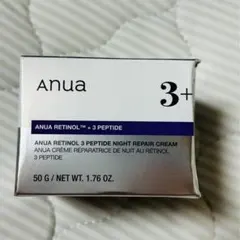 Anua
3+
ANUA RETINOL™ + 3 PEPTIDE
ANUA RETINOL 3 PEPTIDE NIGHT REPAIR CREAM
ANUA CRÈME RÉPARATRICE DE NUIT AU RÉTINOL
3 PEPTIDE
50 G / NET WT. 1.76 OZ.